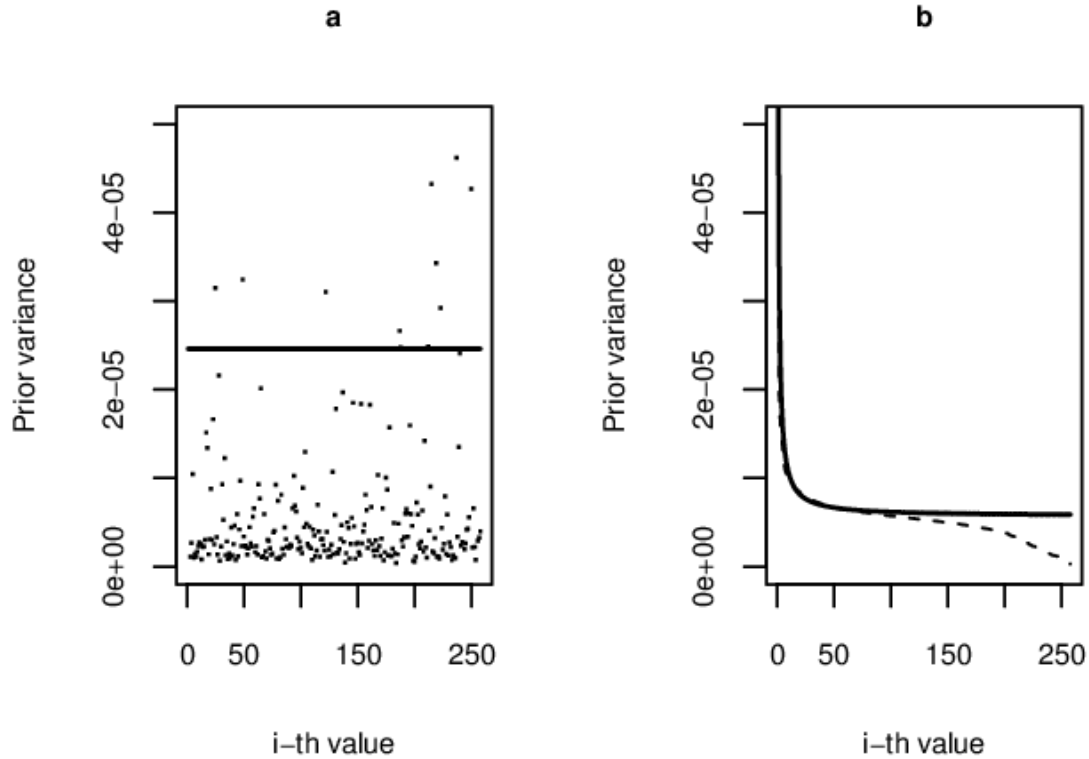 a
b
Prior variance
0e+00
2e−05
4e−05
0
50
150
250
i−th value
Prior variance
0e+00
2e−05
4e−05
0
50
150
250
i−th value